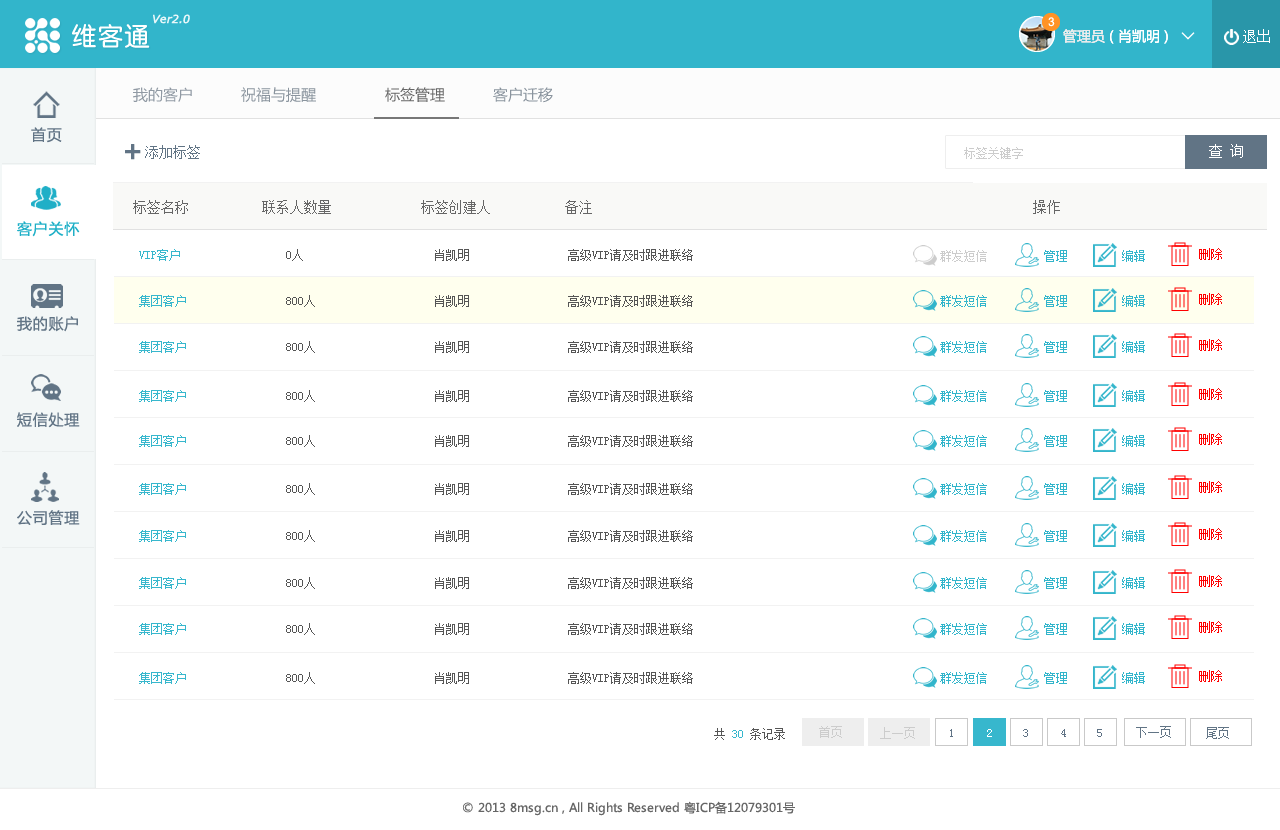 维客通 Ver2.0
3 管理员 ( 肖凯明 ) 退出
我的客户 祝福与提醒 标签管理 客户迁移
首页
客户关怀
我的账户
短信处理
公司管理
添加标签 标签关键字 查 询
标签名称 联系人数量 标签创建人 备注 操作
VIP客户 0人 肖凯明 高级VIP请及时跟进联络 群发短信 管理 编辑 删除
集团客户 800人 肖凯明 高级VIP请及时跟进联络 群发短信 管理 编辑 删除
集团客户 800人 肖凯明 高级VIP请及时跟进联络 群发短信 管理 编辑 删除
集团客户 800人 肖凯明 高级VIP请及时跟进联络 群发短信 管理 编辑 删除
集团客户 800人 肖凯明 高级VIP请及时跟进联络 群发短信 管理 编辑 删除
集团客户 800人 肖凯明 高级VIP请及时跟进联络 群发短信 管理 编辑 删除
集团客户 800人 肖凯明 高级VIP请及时跟进联络 群发短信 管理 编辑 删除
集团客户 800人 肖凯明 高级VIP请及时跟进联络 群发短信 管理 编辑 删除
集团客户 800人 肖凯明 高级VIP请及时跟进联络 群发短信 管理 编辑 删除
集团客户 800人 肖凯明 高级VIP请及时跟进联络 群发短信 管理 编辑 删除
共 30 条记录 首页 上一页 1 2 3 4 5 下一页 尾页
© 2013 8msg.cn , All Rights Reserved 粤ICP备12079301号